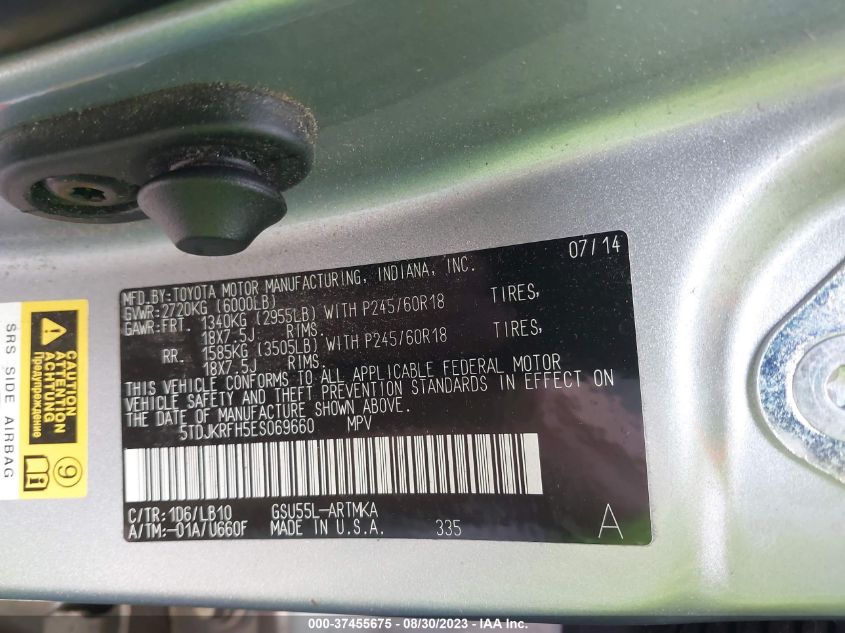 07/14
MFD.BY:TOYOTA MOTOR MANUFACTURING, INDIANA, INC.
GVWR: 2720KG (6000LB)
GAWR:FRT. 1340KG (2955LB) WITH P245/60R18 TIRES,
18X7.5J RIMS.
RR. 1585KG (3505LB) WITH P245/60R18 TIRES,
18X7.5J RIMS.
THIS VEHICLE CONFORMS TO ALL APPLICABLE FEDERAL MOTOR
VEHICLE SAFETY AND THEFT PREVENTION STANDARDS IN EFFECT ON
THE DATE OF MANUFACTURE SHOWN ABOVE.
5TDJKRFH5ES069660 MPV
C/TR: 1D6/LB10 GSU55L-ARTMKA
A/TM:-01A/U660F MADE IN U.S.A. 335 A
SRS SIDE AIRBAG
CAUTION
ATTENTION
ACHTUNG
Предупреждение
9
000-37455675 - 08/30/2023 - IAA Inc.